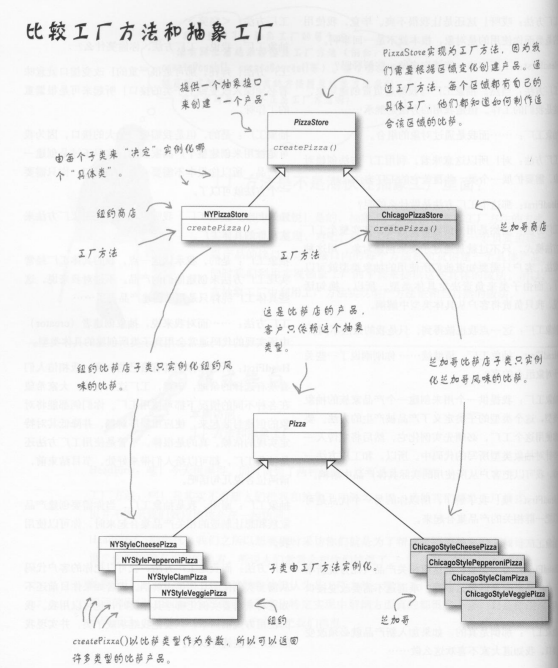 比较工厂方法和抽象工厂
PizzaStore实现为工厂方法，因为我
们需要根据区域变化创建产品。通
过工厂方法，每个区域都有自己的
具体工厂，他们都知道如何制作适
合该区域的比萨。
提供一个抽象接口
来创建“一个产品”
PizzaStore
createPizza()
由每个子类来“决定”实例化哪
个“具体类”。
纽约商店
NYPizzaStore
createPizza()
ChicagoPizzaStore
createPizza()
芝加哥商店
工厂方法
工厂方法
这是比萨店的产品，
客户只依赖这个抽象
类型。
纽约比萨店子类只实例化纽约风
味的比萨。
芝加哥比萨店子类只实例
化芝加哥风味的比萨。
Pizza
NYStyleCheesePizza
NYStylePepperoniPizza
NYStyleClamPizza
NYStyleVeggiePizza
子类由工厂方法实例化。
ChicagoStyleCheesePizza
ChicagoStylePepperoniPizza
ChicagoStyleClamPizza
ChicagoStyleVeggiePizza
纽约
芝加哥
createPizza()以比萨类型作为参数，所以可以返回
许多类型的比萨产品。